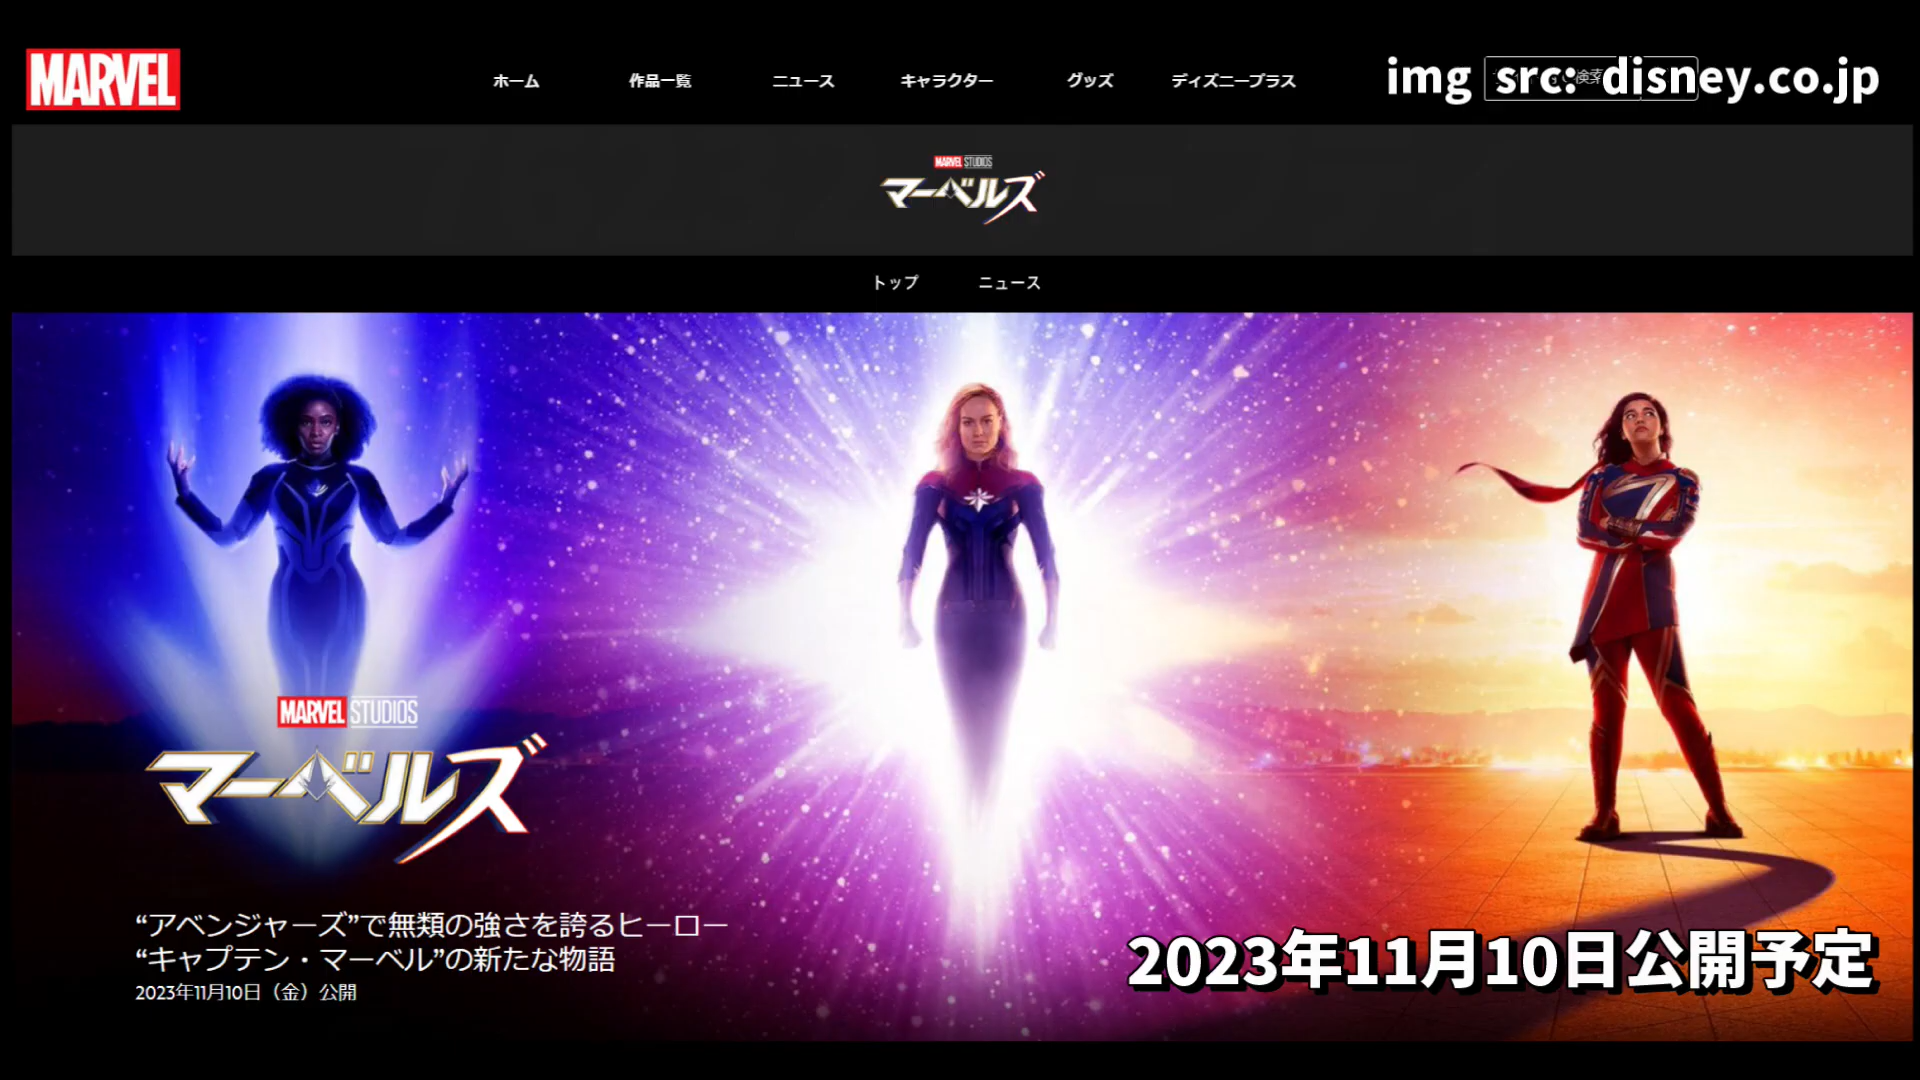 MARVEL
ホーム 作品一覧 ニュース キャラクター グッズ ディズニープラス
img src: disney.co.jp
MARVEL STUDIOS
マーベルズ
トップ ニュース
MARVEL STUDIOS
マーベルズ
“アベンジャーズ”で無類の強さを誇るヒーロー
“キャプテン・マーベル”の新たな物語
2023年11月10日（金）公開
2023年11月10日公開予定